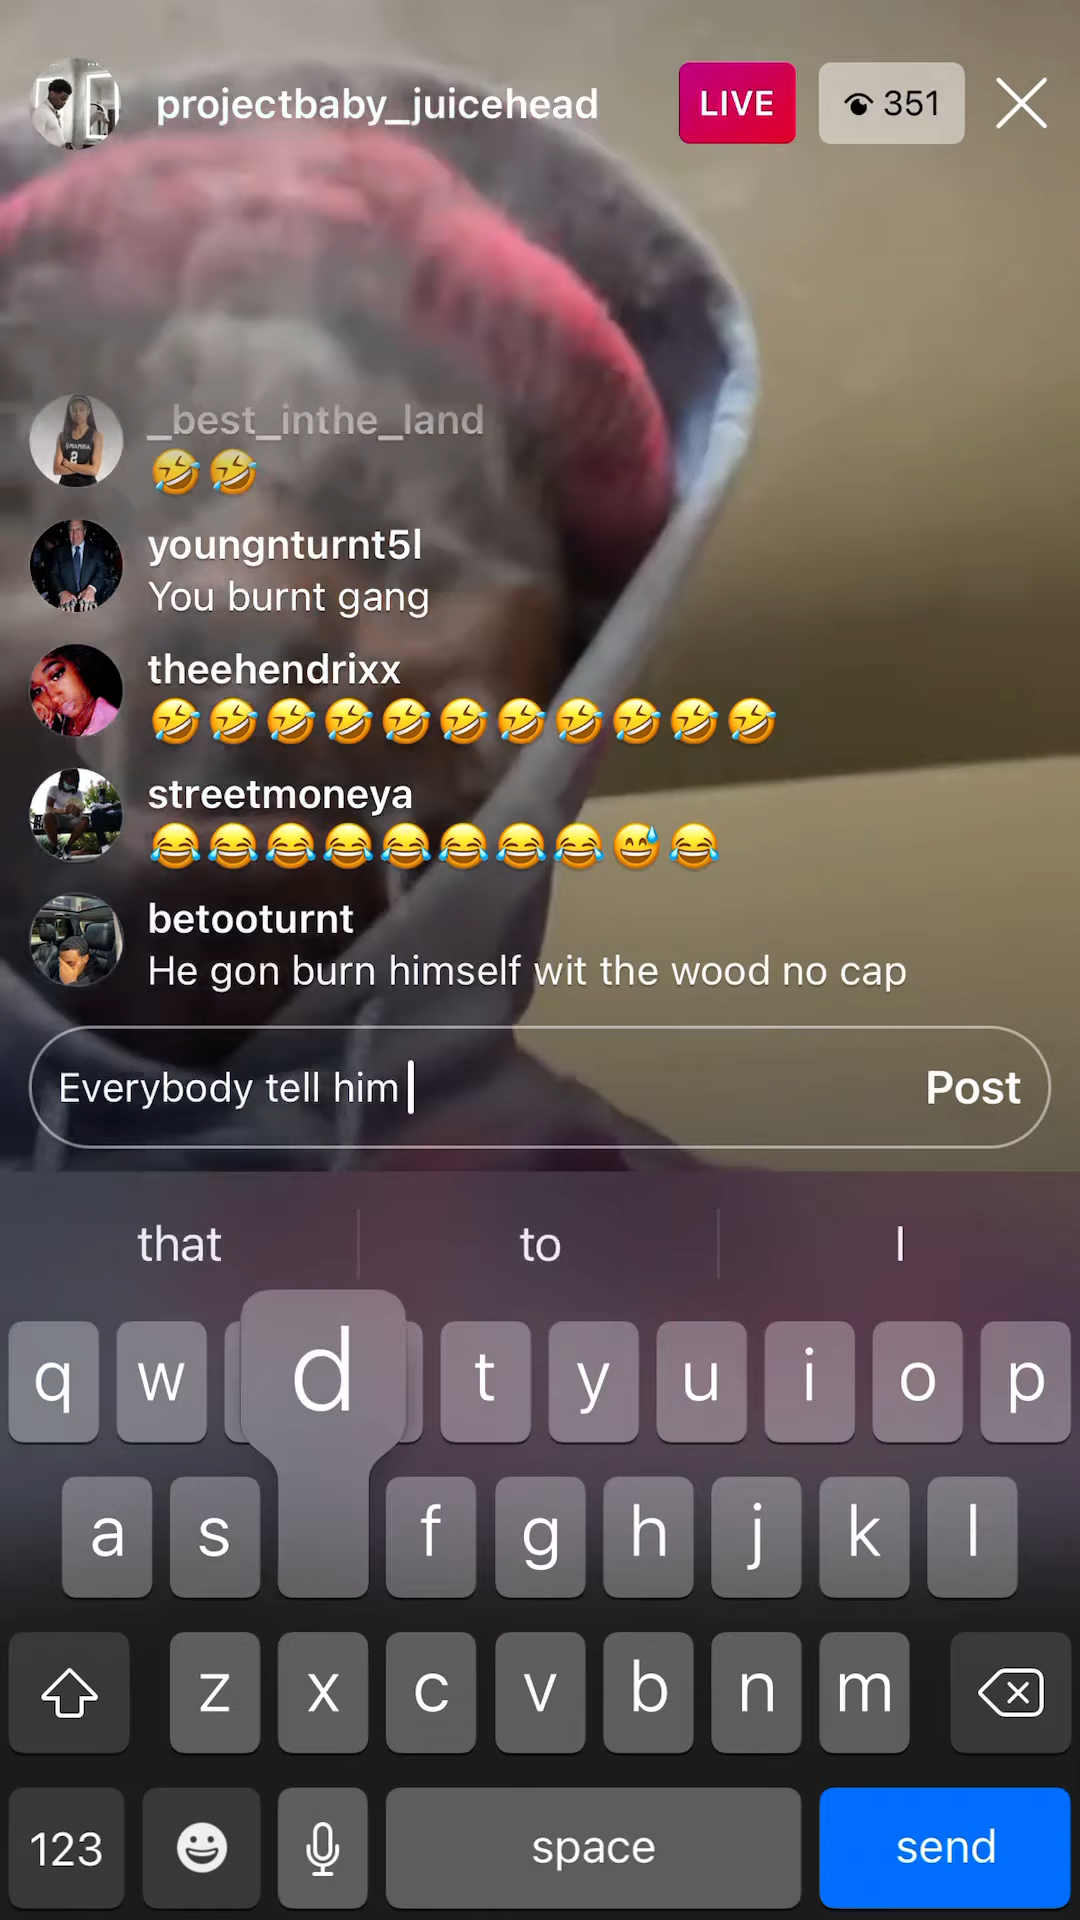 projectbaby_juicehead LIVE 351
_best_inthe_land
🤣🤣
youngnturnt5l
You burnt gang
theehendrixx
🤣🤣🤣🤣🤣🤣🤣🤣🤣🤣🤣
streetmoneya
😂😂😂😂😂😂😂😂😅😂
betooturnt
He gon burn himself wit the wood no cap
Everybody tell him Post
that to I
q w d t y u i o p
a s f g h j k l
z x c v b n m
123 space send